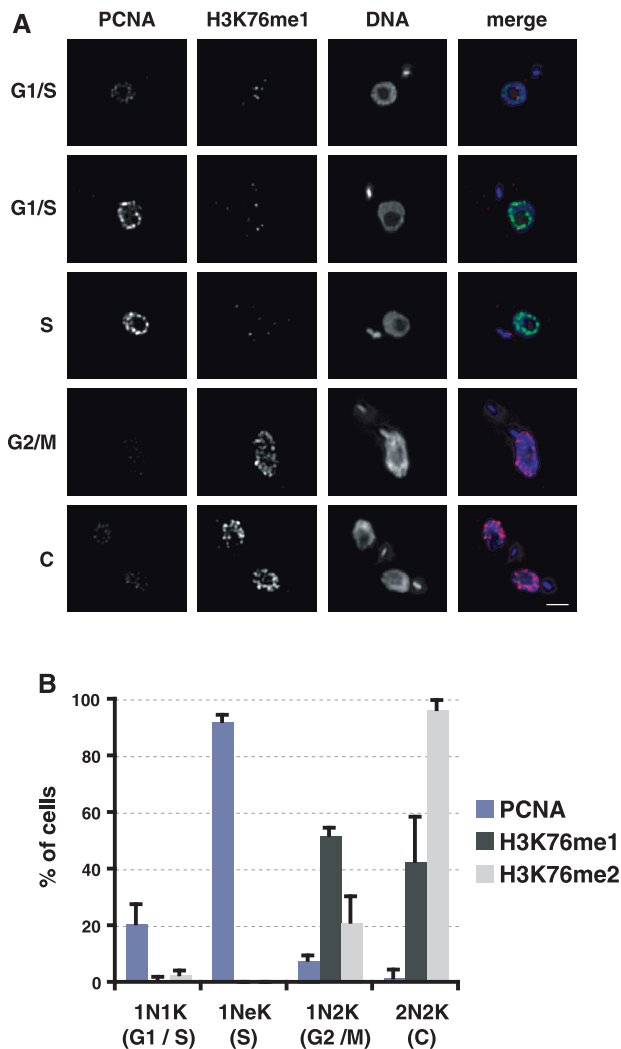 A
PCNA H3K76me1 DNA merge
G1/S
G1/S
S
G2/M
C
B
% of cells
100
80
60
40
20
0
PCNA
H3K76me1
H3K76me2
1N1K 1NeK 1N2K 2N2K
(G1 / S) (S) (G2 /M) (C)